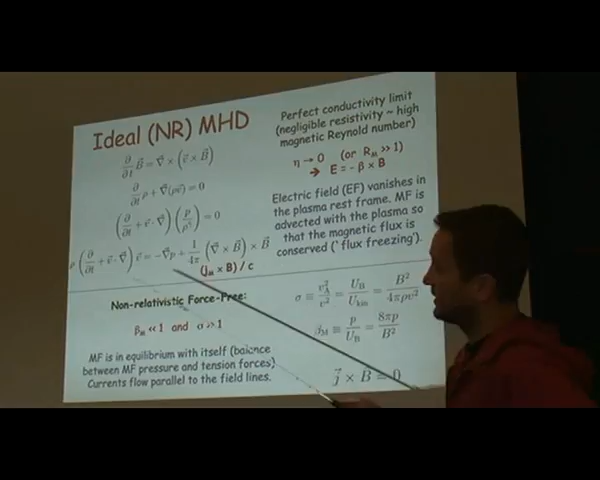 Ideal (NR) MHD
∂/∂t B⃗ = ∇⃗ × (v⃗ × B⃗)
∂/∂t ρ + ∇⃗(ρv⃗) = 0
(∂/∂t + v⃗ · ∇⃗) (p/ρ^ĉ) = 0
ρ (∂/∂t + v⃗ · ∇⃗) v⃗ = −∇⃗p + 1/4π (∇⃗ × B⃗) × B⃗
(j_M × B) / c
Perfect conductivity limit
(negligible resistivity ~ high
magnetic Reynold number)
η → 0 (or R_M >> 1)
→ E = - β × B
Electric field (EF) vanishes in
the plasma rest frame. MF is
advected with the plasma so
that the magnetic flux is
conserved ('flux freezing').
Non-relativistic Force-Free:
β_M << 1 and σ >> 1
MF is in equilibrium with itself (balance
between MF pressure and tension forces)
Currents flow parallel to the field lines.
σ ≡ v_A²/v² = U_B/U_kin = B²/4πρv²
β_M ≡ p/U_B = 8πp/B²
j⃗ × B⃗ = 0